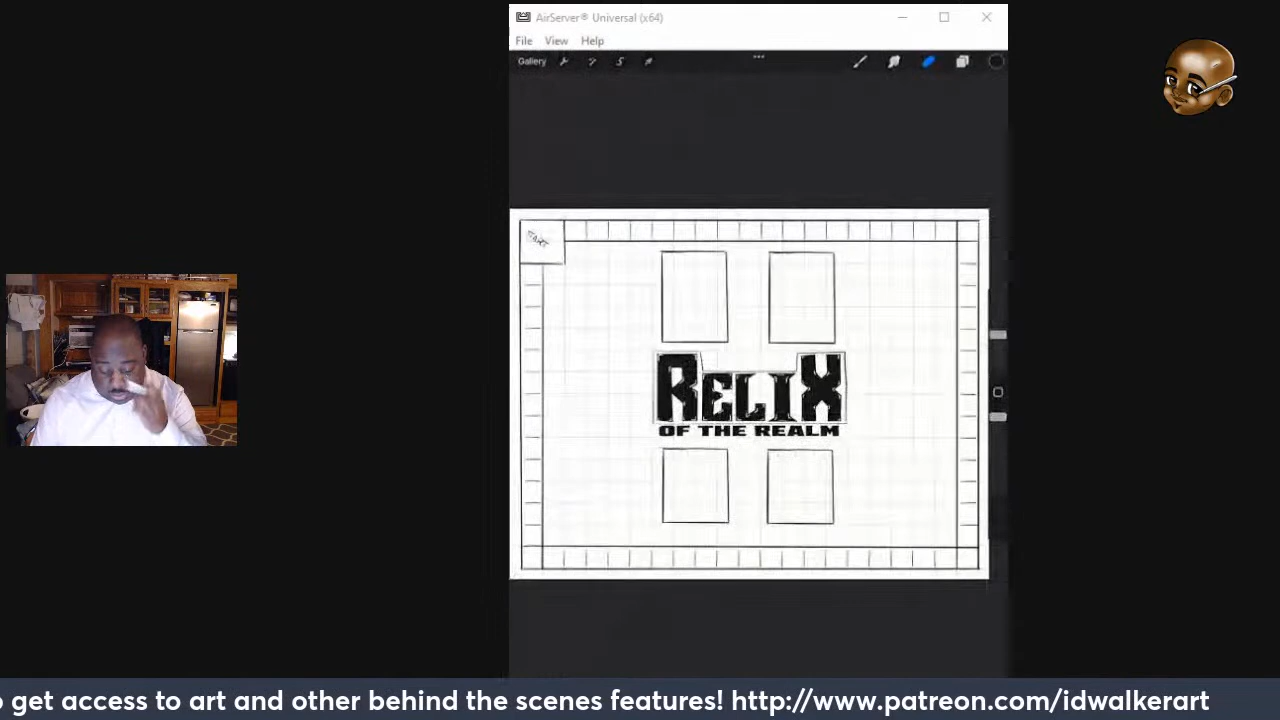 AirServer® Universal (x64)
File View Help
Gallery
START
RELIX
OF THE REALM
o get access to art and other behind the scenes features! http://www.patreon.com/idwalkerart